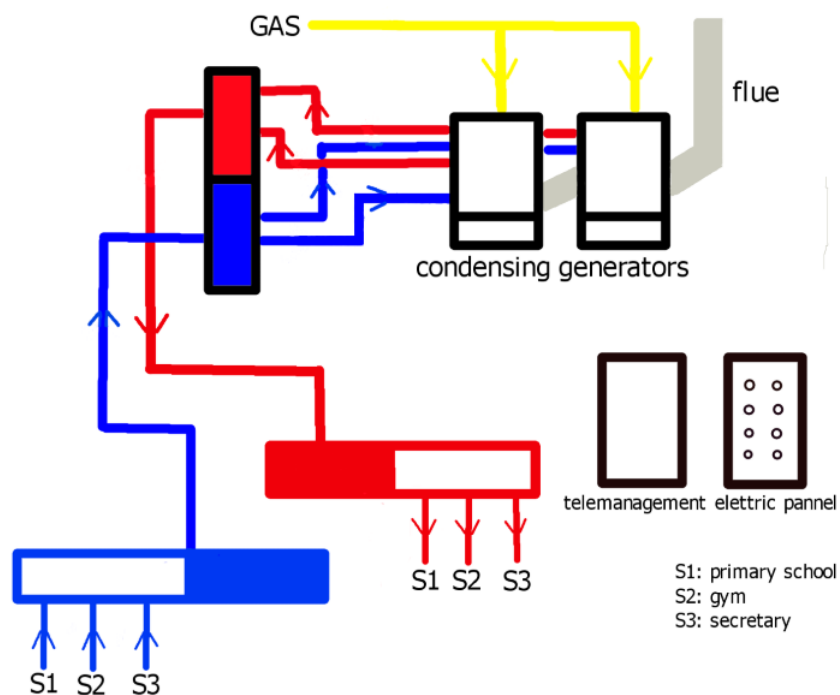 GAS
flue
condensing generators
telemanagement
elettric pannel
S1 S2 S3
S1: primary school
S2: gym
S3: secretary
S1 S2 S3